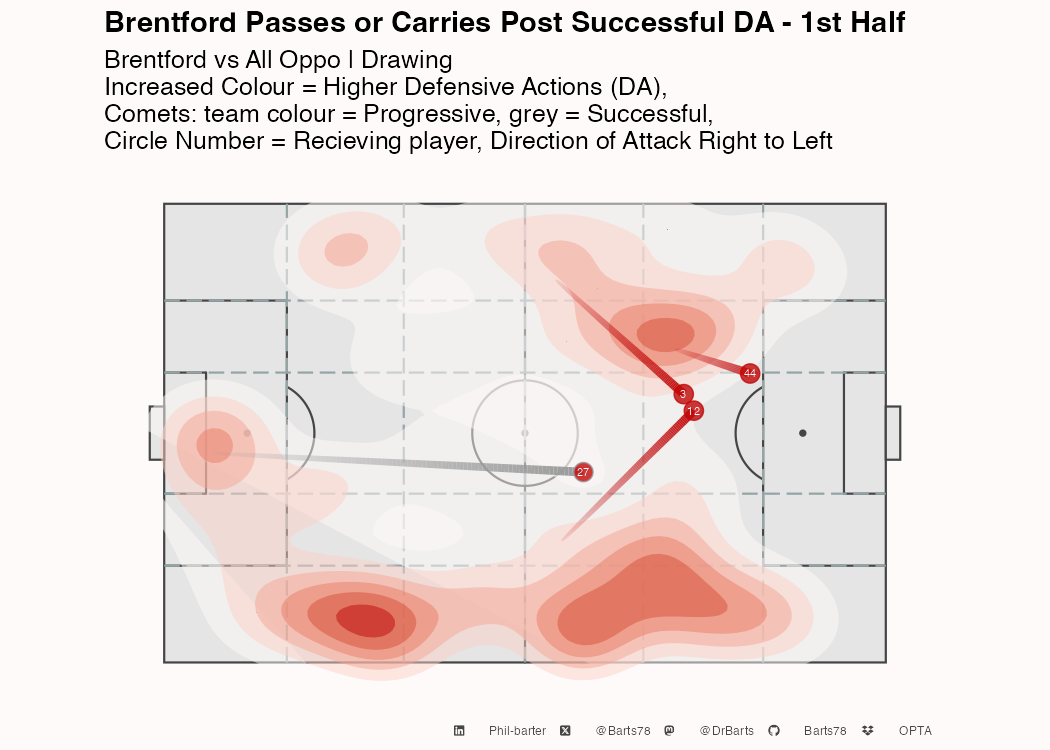 Brentford Passes or Carries Post Successful DA - 1st Half
Brentford vs All Oppo | Drawing
Increased Colour = Higher Defensive Actions (DA),
Comets: team colour = Progressive, grey = Successful,
Circle Number = Recieving player, Direction of Attack Right to Left
44
3
12
27
Phil-barter @Barts78 @DrBarts Barts78 OPTA